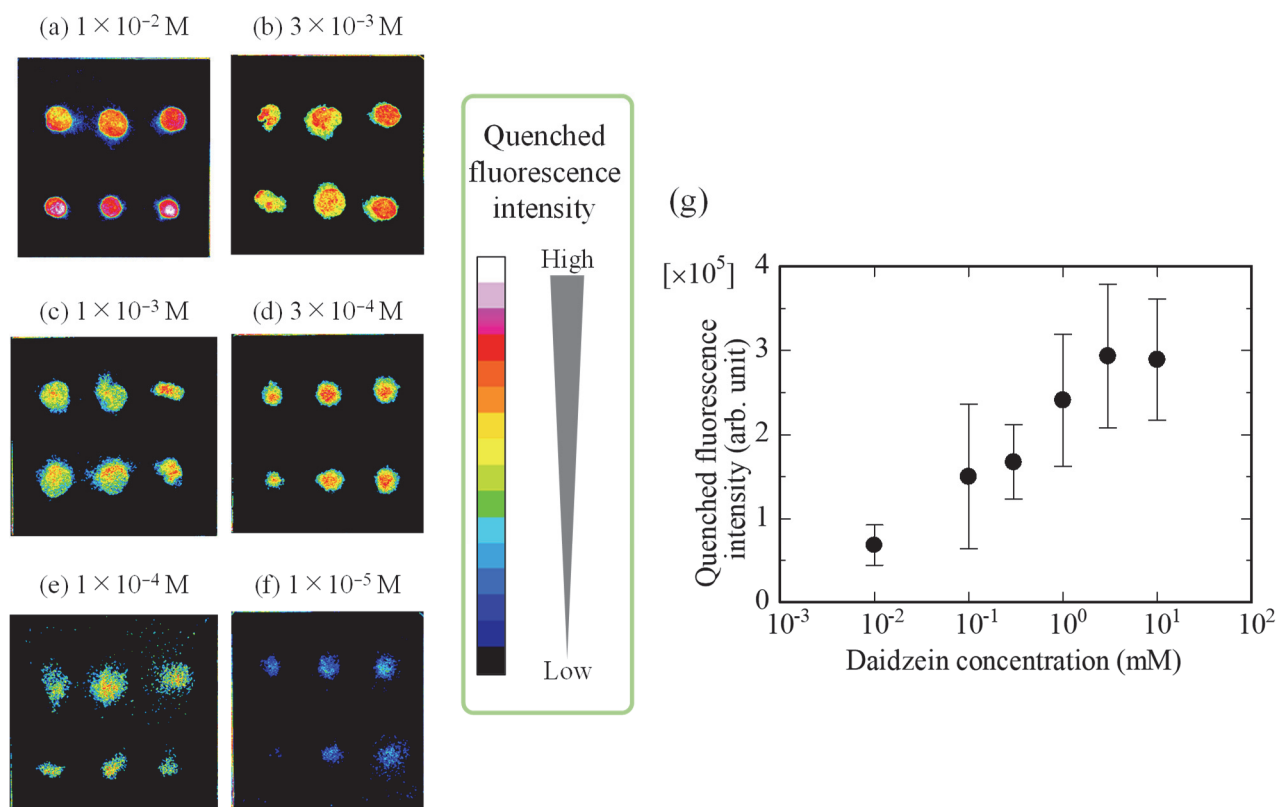 (a) 1×10⁻² M
(b) 3×10⁻³ M
(c) 1×10⁻³ M
(d) 3×10⁻⁴ M
(e) 1×10⁻⁴ M
(f) 1×10⁻⁵ M
Quenched
fluorescence
intensity
High
Low
(g)
[×10⁵]
4
3
2
1
0
Quenched fluorescence
intensity (arb. unit)
10⁻³ 10⁻² 10⁻¹ 10⁰ 10¹ 10²
Daidzein concentration (mM)